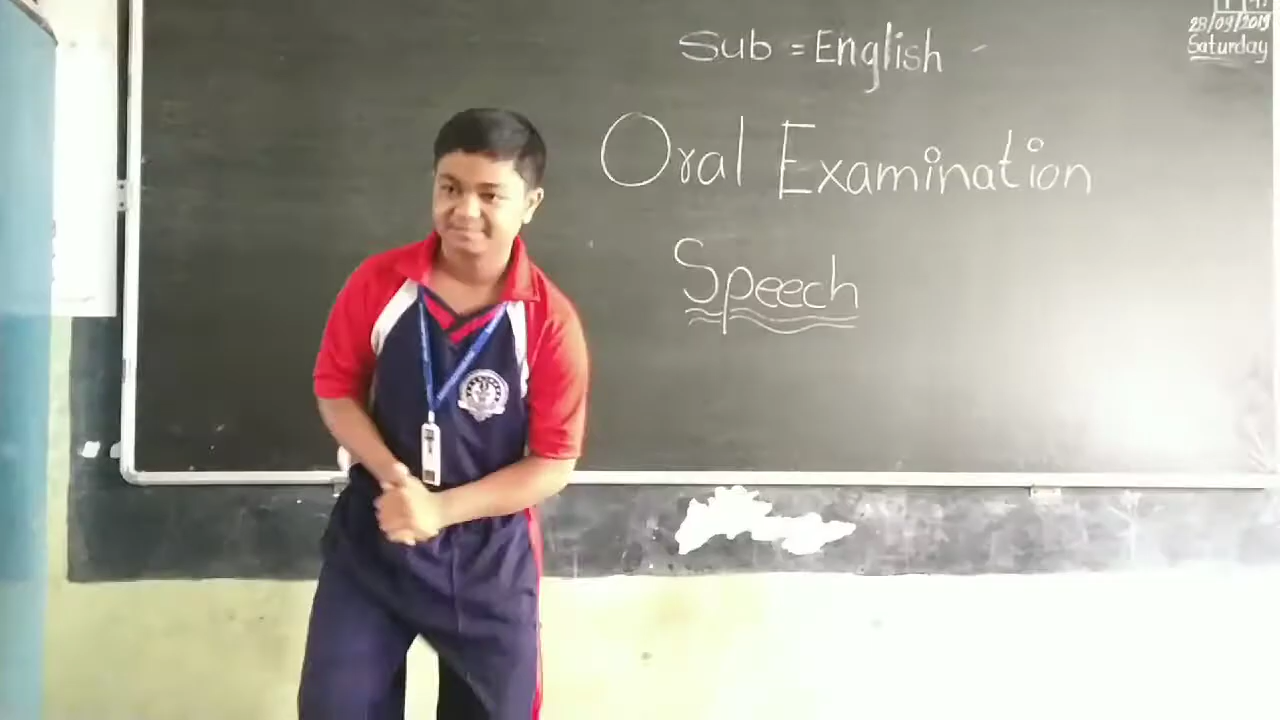 Sub = English
28/09/2019
Saturday
Oral Examination
Speech